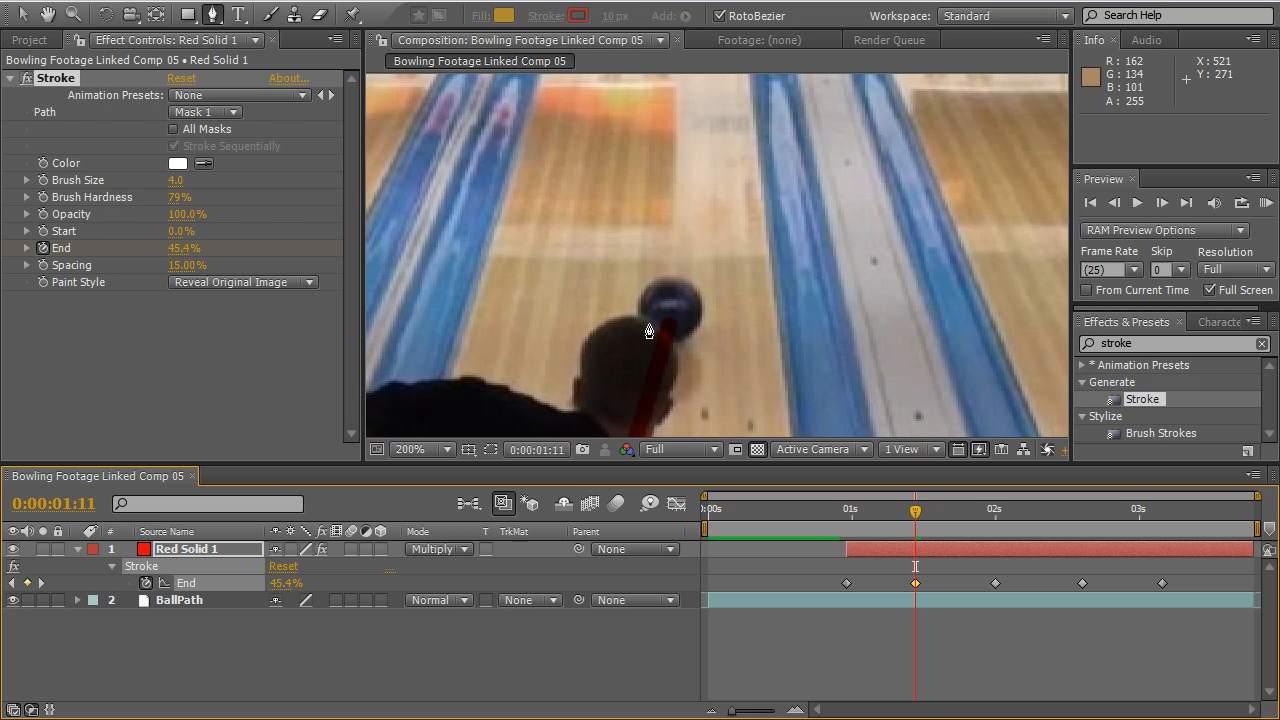 Fill: Stroke: 10 px Add: RotoBezier Workspace: Standard Search Help
Project Effect Controls: Red Solid 1 Composition: Bowling Footage Linked Comp 05 Footage: (none) Render Queue Info Audio
Bowling Footage Linked Comp 05 • Red Solid 1
Bowling Footage Linked Comp 05
R : 162 X : 521
G : 134 Y : 271
B : 101
A : 255
fx Stroke Reset About...
Animation Presets: None
Path Mask 1
All Masks
Stroke Sequentially
Color
Brush Size 4.0
Brush Hardness 79%
Opacity 100.0%
Start 0.0%
End 45.4%
Spacing 15.00%
Paint Style Reveal Original Image
Preview
RAM Preview Options
Frame Rate Skip Resolution
(25) 0 Full
From Current Time Full Screen
Effects & Presets Characte
stroke
* Animation Presets
Generate
Stroke
Stylize
Brush Strokes
200% 0:00:01:11 Full Active Camera 1 View
Bowling Footage Linked Comp 05
0:00:01:11
:00s 01s 02s 03s
# Source Name fx Mode T TrkMat Parent
1 Red Solid 1 fx Multiply None
fx Stroke Reset ...
End 45.4%
2 BallPath Normal None None